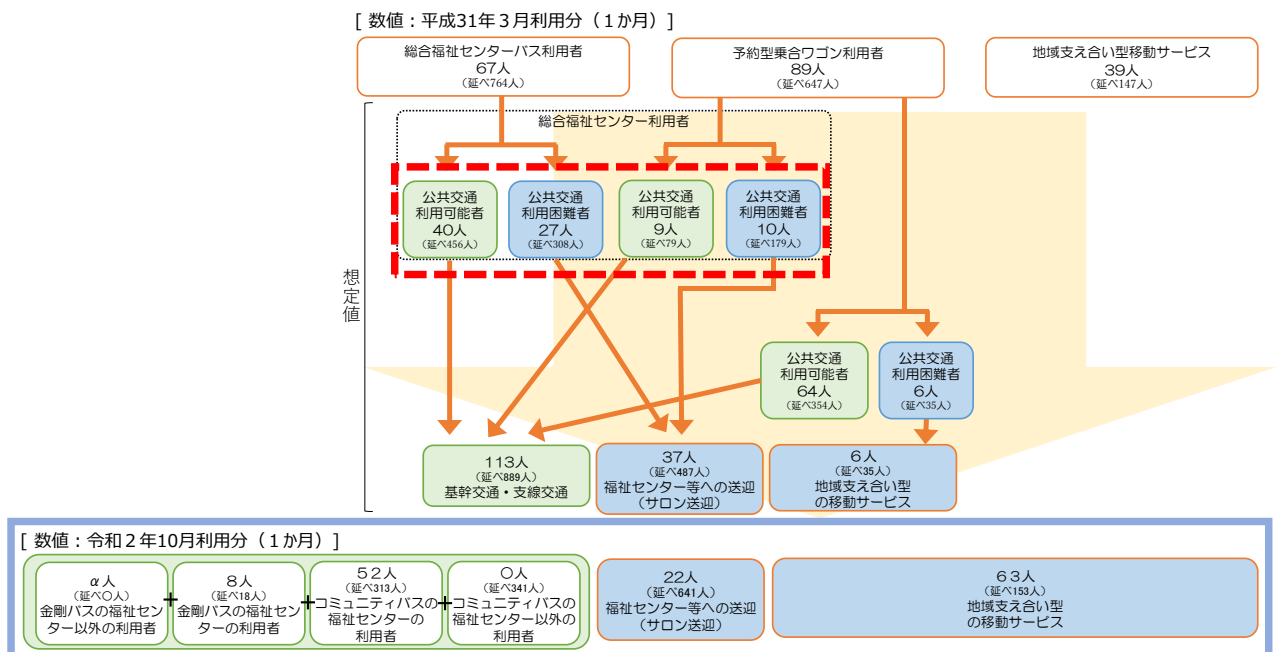 [ 数値：平成31年３月利用分（１か月）]
総合福祉センターバス利用者
67人
（延べ764人）
予約型乗合ワゴン利用者
89人
（延べ647人）
地域支え合い型移動サービス
39人
（延べ147人）
総合福祉センター利用者
公共交通
利用可能者
40人
（延べ456人）
公共交通
利用困難者
27人
（延べ308人）
公共交通
利用可能者
9人
（延べ79人）
公共交通
利用困難者
10人
（延べ179人）
想定値
公共交通
利用可能者
64人
（延べ354人）
公共交通
利用困難者
6人
（延べ35人）
113人
（延べ889人）
基幹交通・支線交通
37人
（延べ487人）
福祉センター等への送迎
（サロン送迎）
6人
（延べ35人）
地域支え合い型
の移動サービス
[ 数値：令和２年10月利用分（１か月）]
α人
（延べ〇人）
金剛バスの福祉セン
ター以外の利用者
+
8人
（延べ18人）
金剛バスの福祉セン
ターの利用者
+
５２人
（延べ313人）
コミュニティバスの
福祉センターの
利用者
+
〇人
（延べ341人）
コミュニティバスの
福祉センター以外の
利用者
22人
（延べ641人）
福祉センター等への送迎
（サロン送迎）
６３人
（延べ153人）
地域支え合い型
の移動サービス